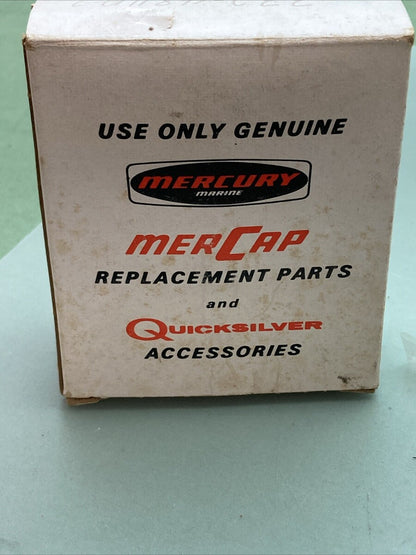 USE ONLY GENUINE
MERCURY
MARINE
MERCAP
REPLACEMENT PARTS
and
QUICKSILVER
ACCESSORIES